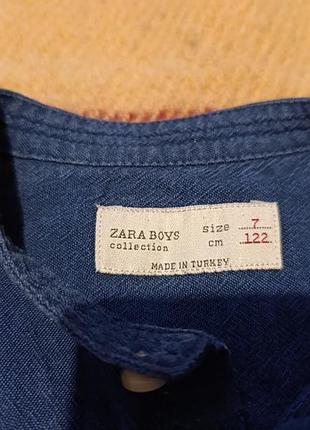 ZARA BOYS size 7
collection cm 122
MADE IN TURKEY